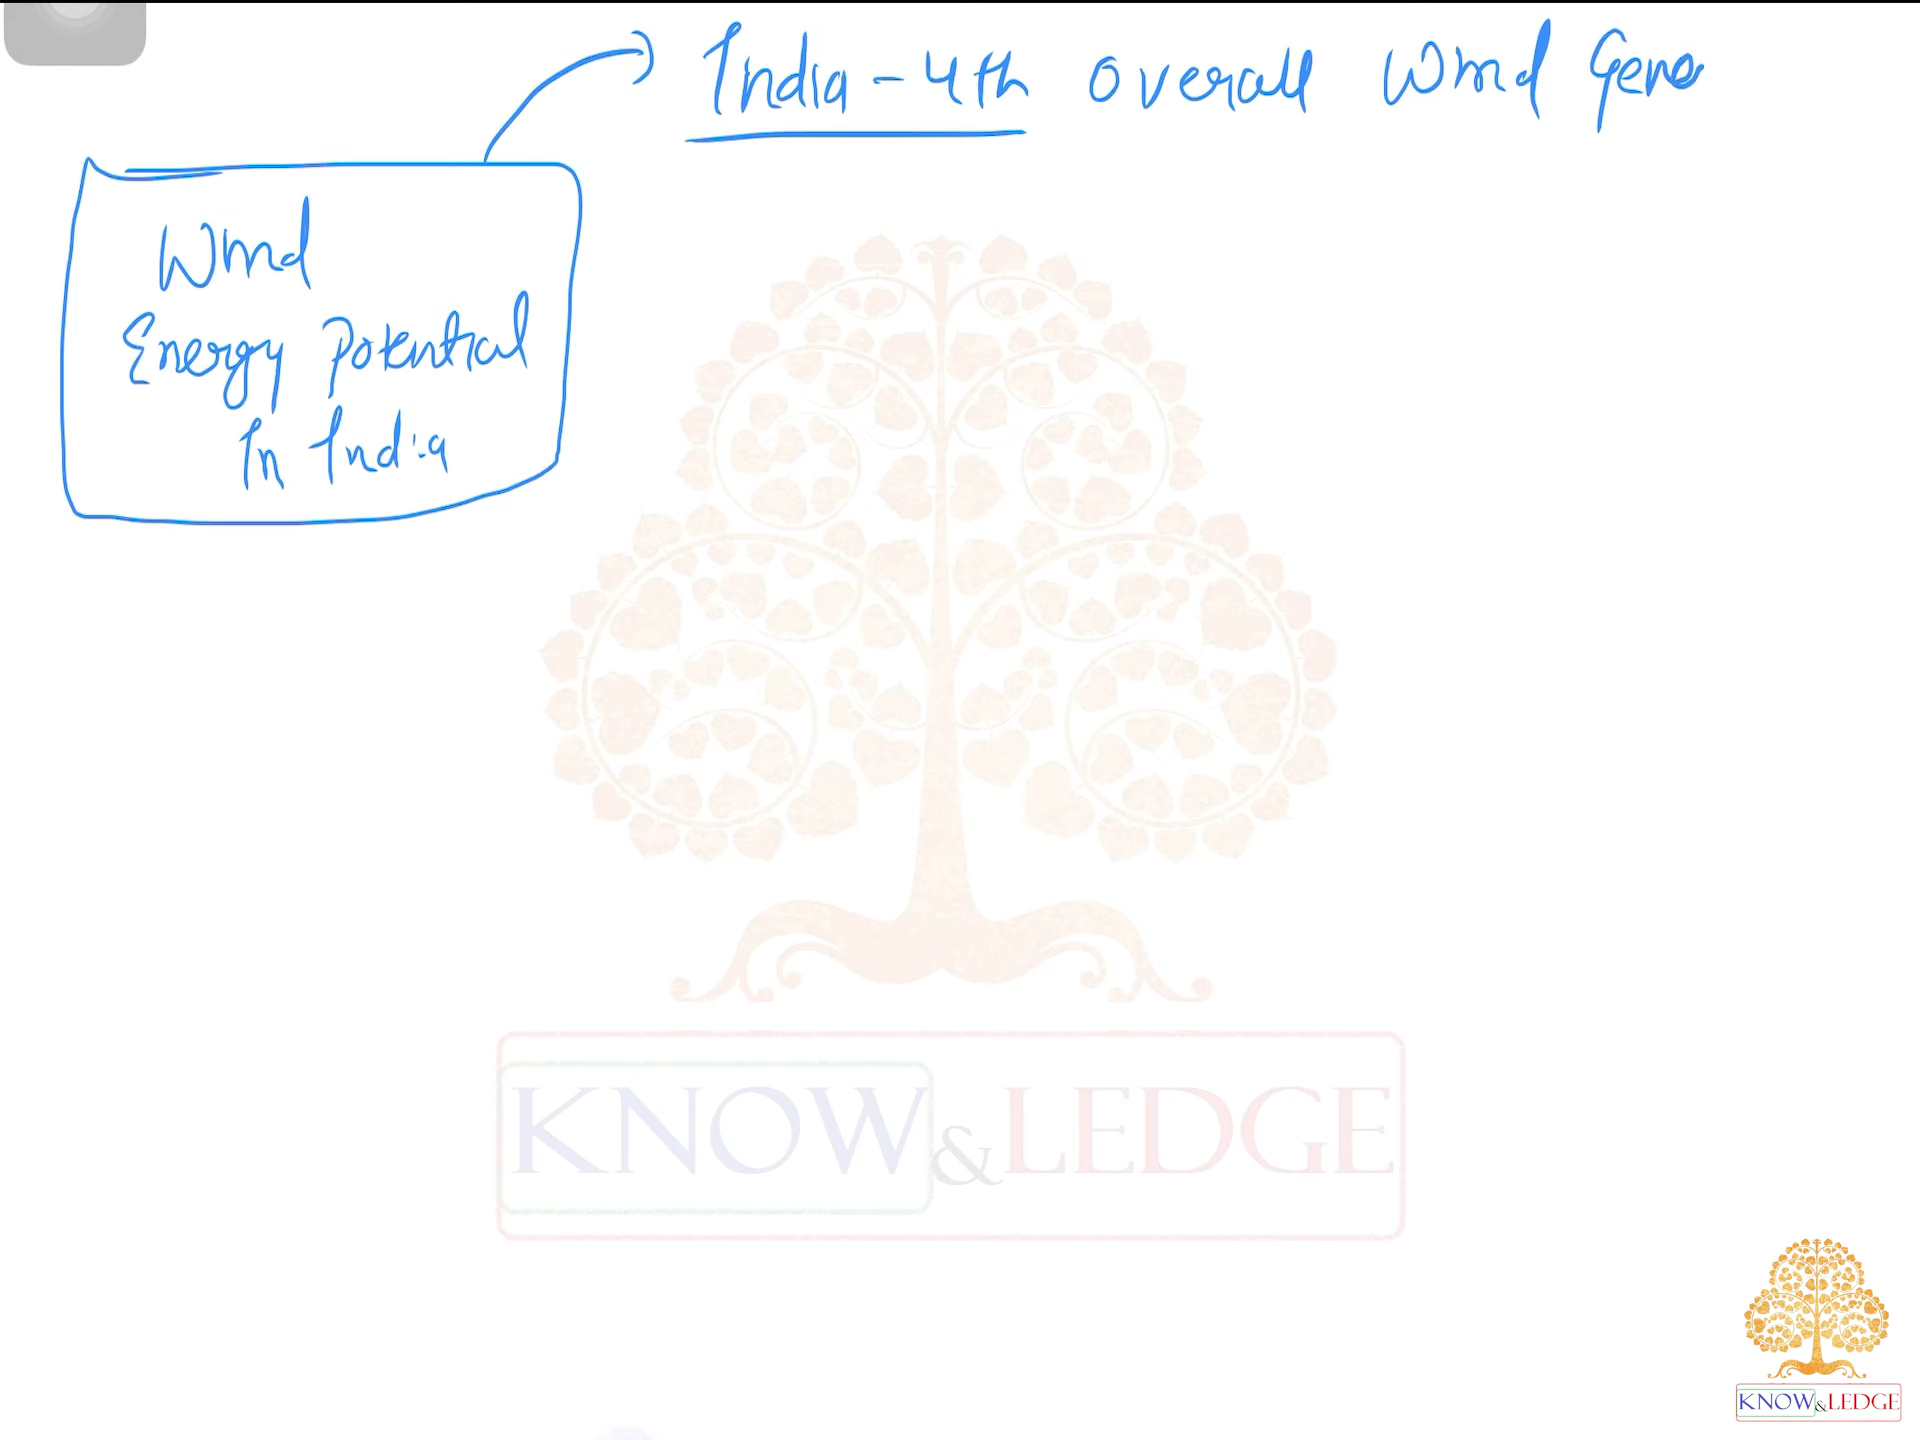 India - 4th Overall Wind Gene
Wind
Energy Potential
In India
KNOW&LEDGE
KNOW&LEDGE